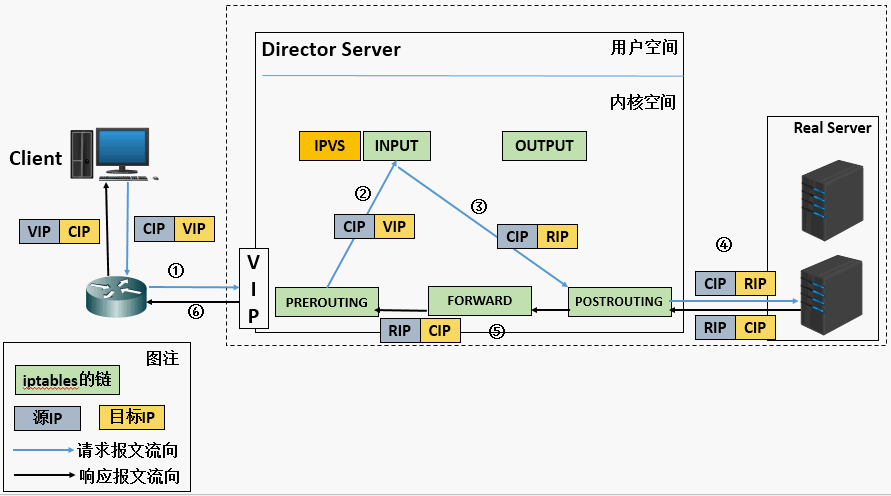 Director Server
用户空间
内核空间
Real Server
IPVS
INPUT
OUTPUT
Client
②
③
VIP
CIP
CIP
VIP
CIP
VIP
CIP
RIP
④
①
VIP
CIP
RIP
PREROUTING
FORWARD
POSTROUTING
⑥
RIP
CIP
⑤
RIP
CIP
图注
iptables的链
源IP
目标IP
请求报文流向
响应报文流向